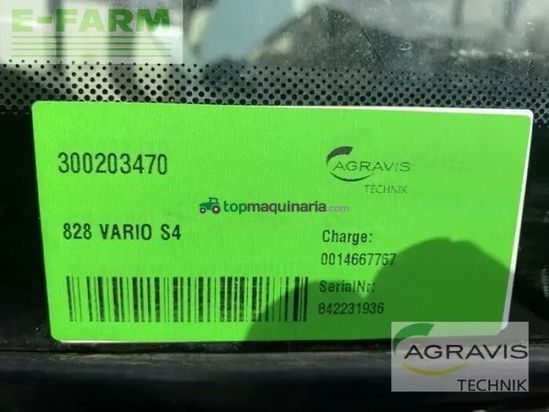 E-FARM
300203470
AGRAVIS
TECHNIK
topmaquinaria.com
828 VARIO S4
Charge:
0014667767
SerialNr:
842231936
AGRAVIS
TECHNIK